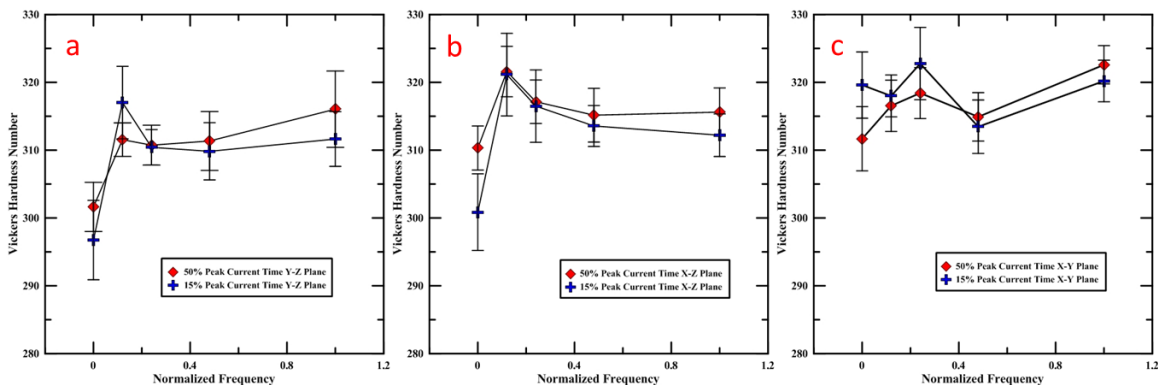 a
330
320
310
300
290
280
Vickers Hardness Number
0
0.4
0.8
1.2
Normalized Frequency
50% Peak Current Time Y-Z Plane
15% Peak Current Time Y-Z Plane
b
330
320
310
300
290
280
Vickers Hardness Number
0
0.4
0.8
1.2
Normalized Frequency
50% Peak Current Time X-Z Plane
15% Peak Current Time X-Z Plane
c
330
320
310
300
290
280
Vickers Hardness Number
0
0.4
0.8
1.2
Normalized Frequency
50% Peak Current Time X-Y Plane
15% Peak Current Time X-Y Plane